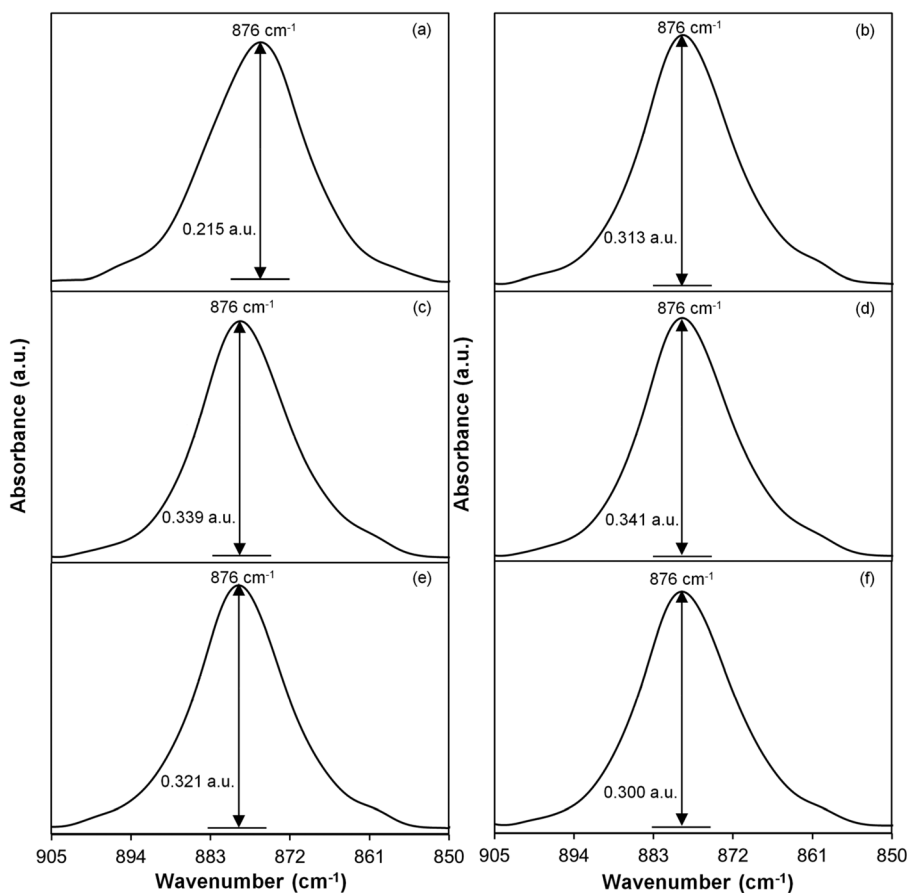 876 cm⁻¹
(a)
0.215 a.u.
876 cm⁻¹
(b)
0.313 a.u.
876 cm⁻¹
(c)
0.339 a.u.
876 cm⁻¹
(d)
0.341 a.u.
876 cm⁻¹
(e)
0.321 a.u.
876 cm⁻¹
(f)
0.300 a.u.
Absorbance (a.u.)
Absorbance (a.u.)
905 894 883 872 861 850
905 894 883 872 861 850
Wavenumber (cm⁻¹)
Wavenumber (cm⁻¹)